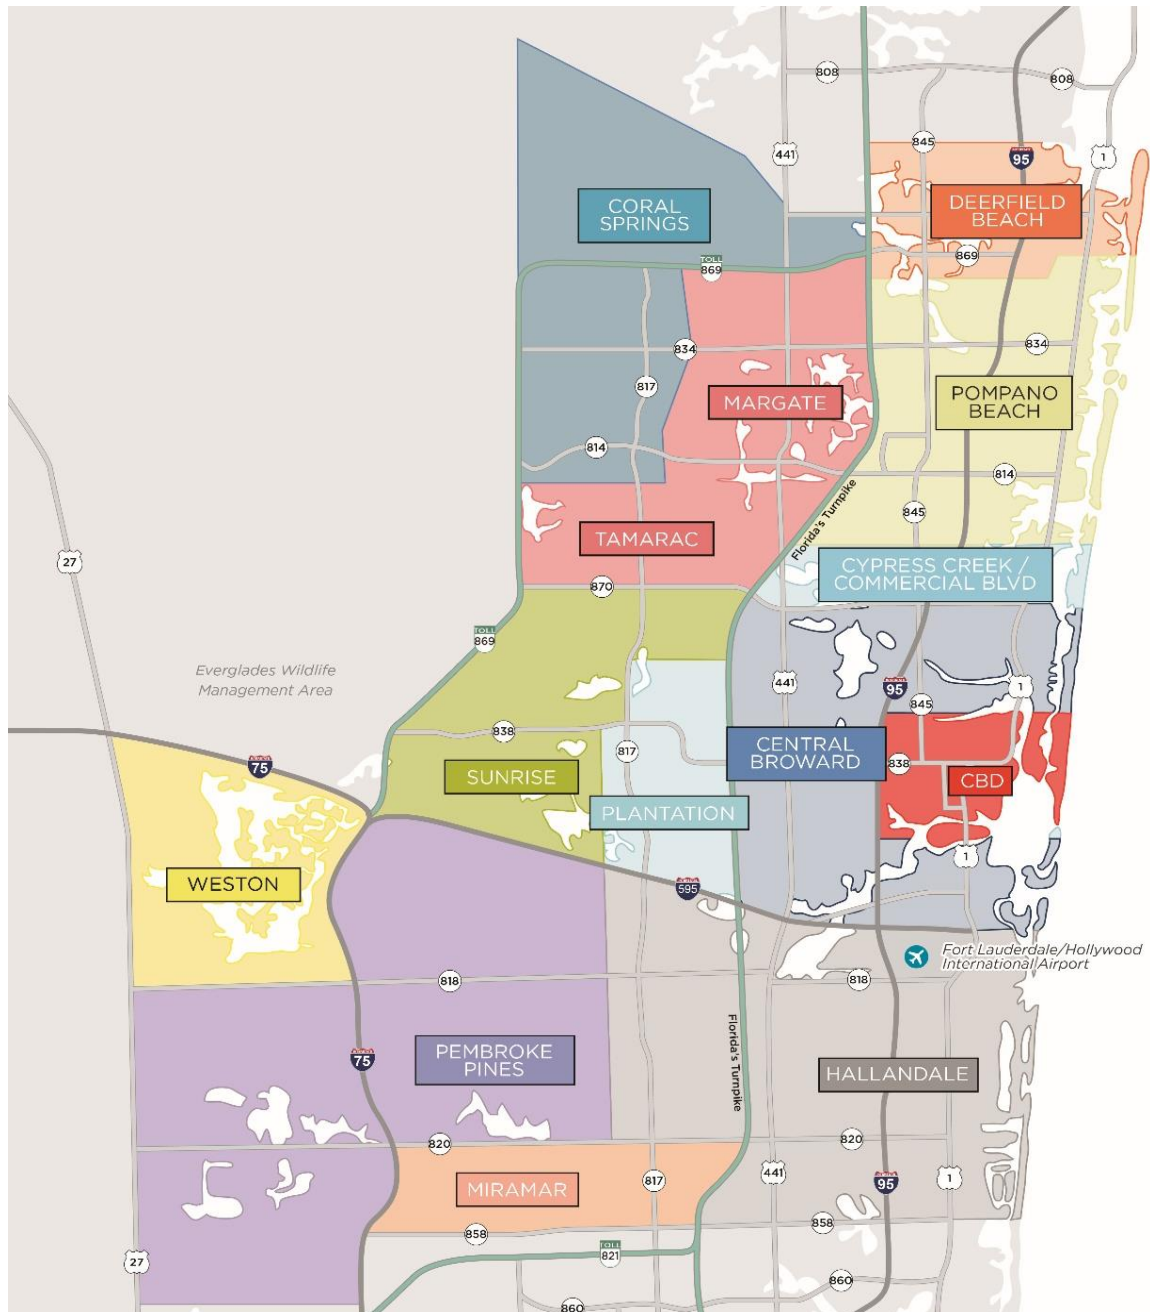 808
808
845
441
95
1
CORAL
SPRINGS
DEERFIELD
BEACH
TOLL
869
869
834
834
817
MARGATE
POMPANO
BEACH
814
814
Florida's Turnpike
845
TAMARAC
27
CYPRESS CREEK /
COMMERCIAL BLVD
870
TOLL
869
Everglades Wildlife
Management Area
441
95
1
845
838
817
CENTRAL
BROWARD
838
75
SUNRISE
CBD
PLANTATION
1
WESTON
595
Fort Lauderdale/Hollywood
International Airport
818
818
Florida's Turnpike
75
PEMBROKE
PINES
HALLANDALE
820
820
MIRAMAR
817
441
95
1
858
858
TOLL
821
27
860
860